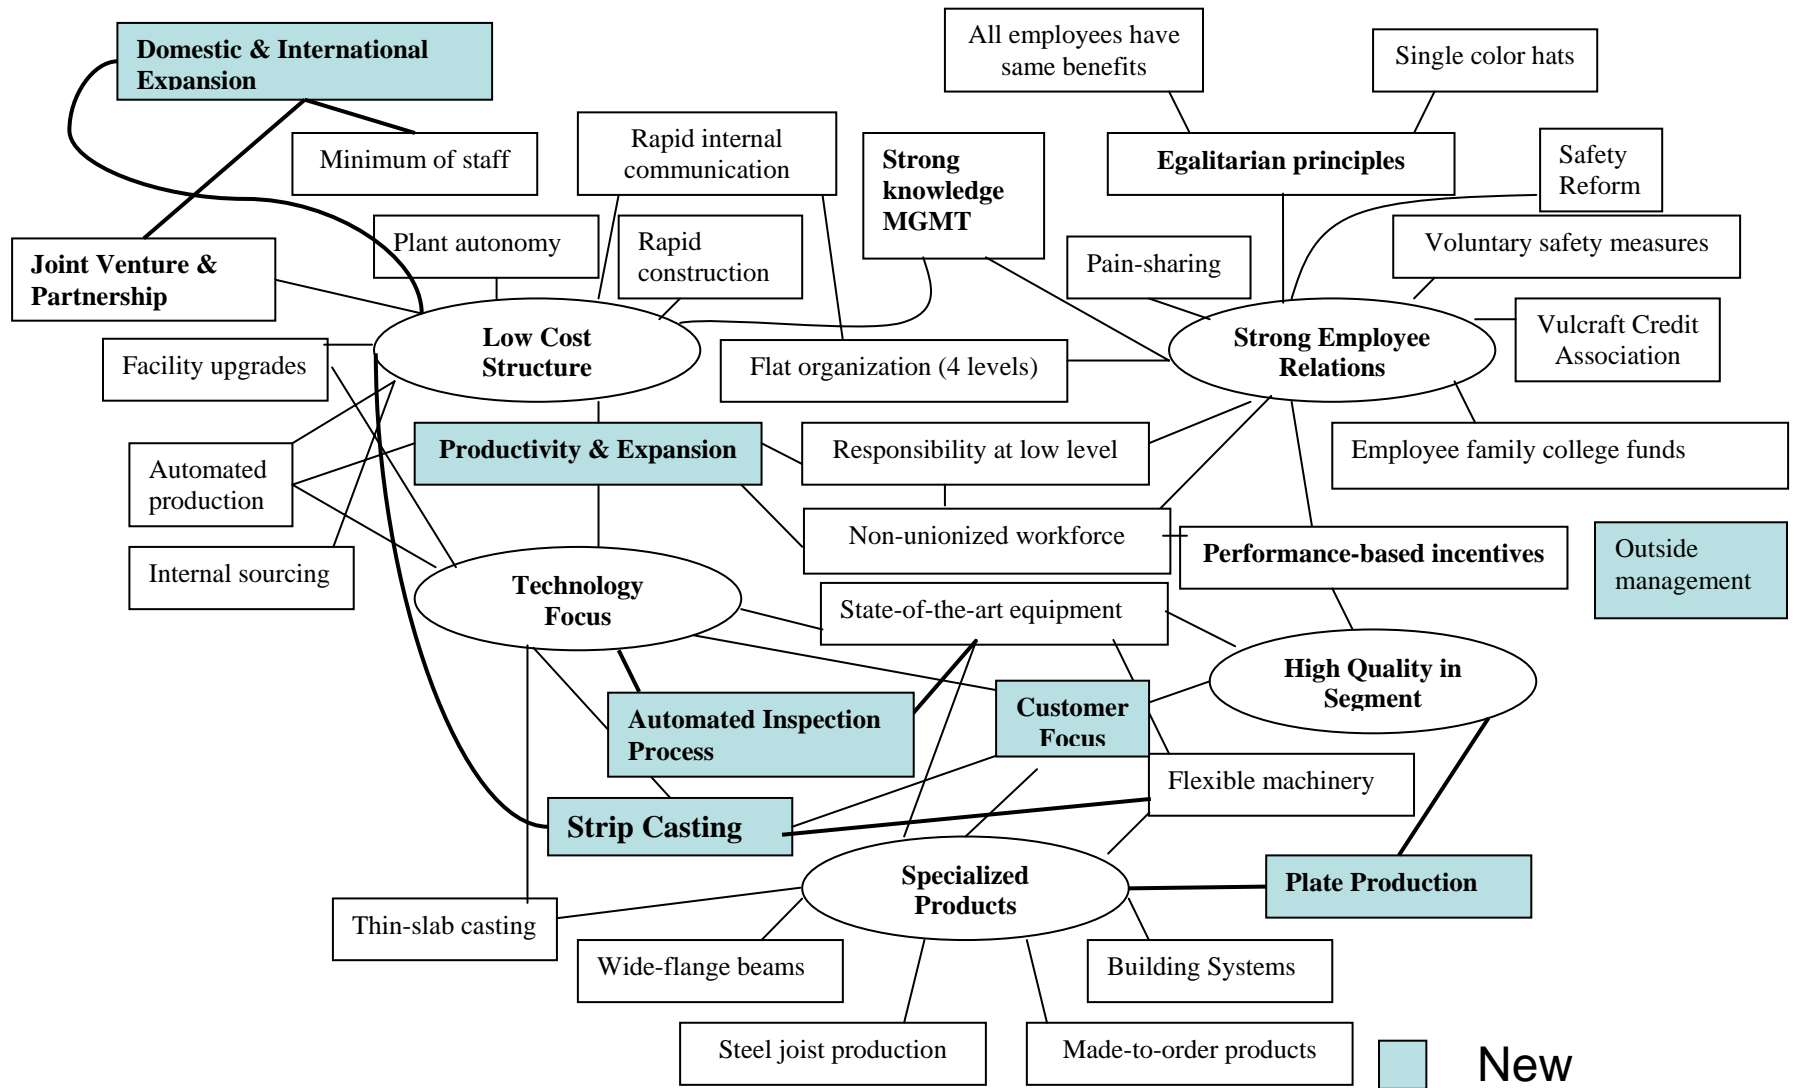 Domestic & International
Expansion
All employees have
same benefits
Single color hats
Minimum of staff
Rapid internal
communication
Strong
knowledge
MGMT
Egalitarian principles
Safety
Reform
Joint Venture &
Partnership
Plant autonomy
Rapid
construction
Pain-sharing
Voluntary safety measures
Low Cost
Structure
Strong Employee
Relations
Vulcraft Credit
Association
Facility upgrades
Flat organization (4 levels)
Automated
production
Productivity & Expansion
Responsibility at low level
Employee family college funds
Internal sourcing
Non-unionized workforce
Performance-based incentives
Outside
management
Technology
Focus
State-of-the-art equipment
High Quality in
Segment
Automated Inspection
Process
Customer
Focus
Flexible machinery
Strip Casting
Specialized
Products
Plate Production
Thin-slab casting
Wide-flange beams
Building Systems
Steel joist production
Made-to-order products
New